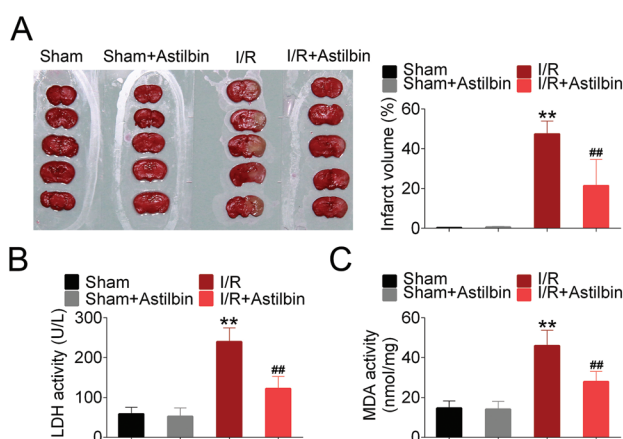 A
Sham Sham+Astilbin I/R I/R+Astilbin
Sham I/R
Sham+Astilbin I/R+Astilbin
Infarct volume (%)
60
40
20
0
**
##
B
Sham I/R
Sham+Astilbin I/R+Astilbin
LDH activity (U/L)
300
200
100
0
**
##
C
Sham I/R
Sham+Astilbin I/R+Astilbin
MDA activity
(nmol/mg)
60
40
20
0
**
##